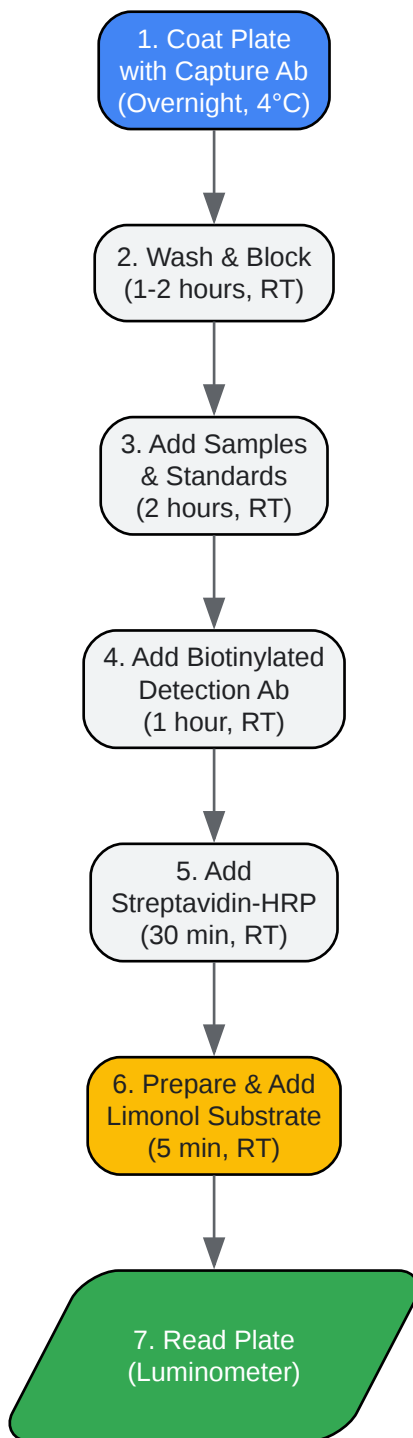 1. Coat Plate
with Capture Ab
(Overnight, 4°C)
2. Wash & Block
(1-2 hours, RT)
3. Add Samples
& Standards
(2 hours, RT)
4. Add Biotinylated
Detection Ab
(1 hour, RT)
5. Add
Streptavidin-HRP
(30 min, RT)
6. Prepare & Add
Limonol Substrate
(5 min, RT)
7. Read Plate
(Luminometer)